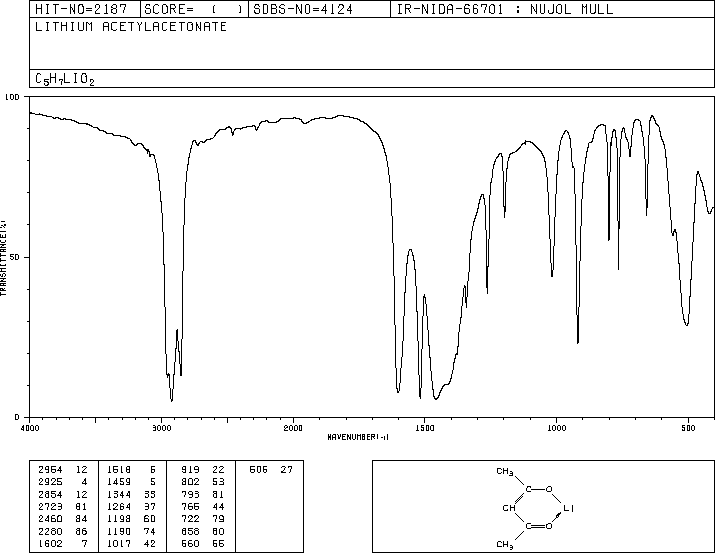 HIT-NO=2187 SCORE= ( ) SDBS-NO=4124 IR-NIDA-66701 : NUJOL MULL
LITHIUM ACETYLACETONATE
C5H7LIO2
100
50
0
TRANSMITTANCE(%)
4000 3000 2000 1500 1000 500
WAVENUMBER(-1)
2954 12 1518 6 919 22 506 27
2925 4 1459 5 802 53
2854 12 1344 33 793 81
2723 81 1264 37 766 44
2460 84 1198 60 722 79
2280 86 1190 74 658 80
1602 7 1017 42 560 55
CH3
C O
CH Li
C O
CH3